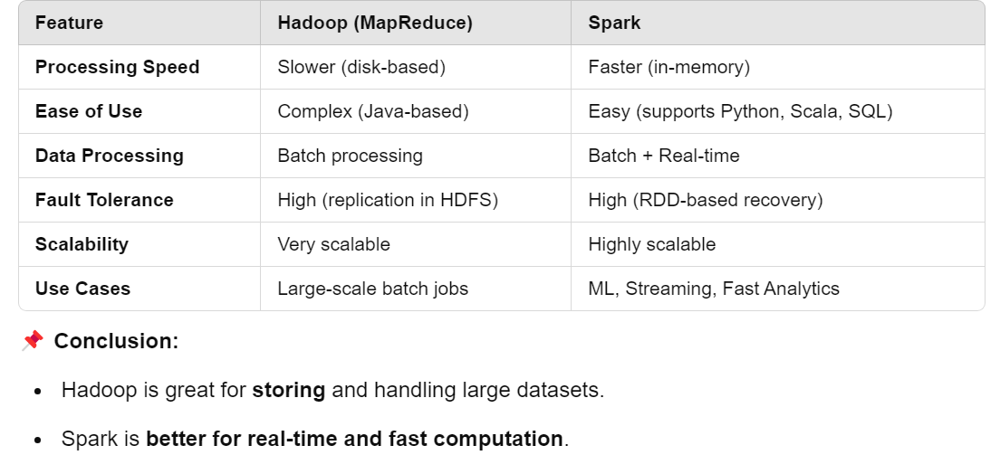 Feature Hadoop (MapReduce) Spark
Processing Speed Slower (disk-based) Faster (in-memory)
Ease of Use Complex (Java-based) Easy (supports Python, Scala, SQL)
Data Processing Batch processing Batch + Real-time
Fault Tolerance High (replication in HDFS) High (RDD-based recovery)
Scalability Very scalable Highly scalable
Use Cases Large-scale batch jobs ML, Streaming, Fast Analytics
📌 Conclusion:
• Hadoop is great for storing and handling large datasets.
• Spark is better for real-time and fast computation.